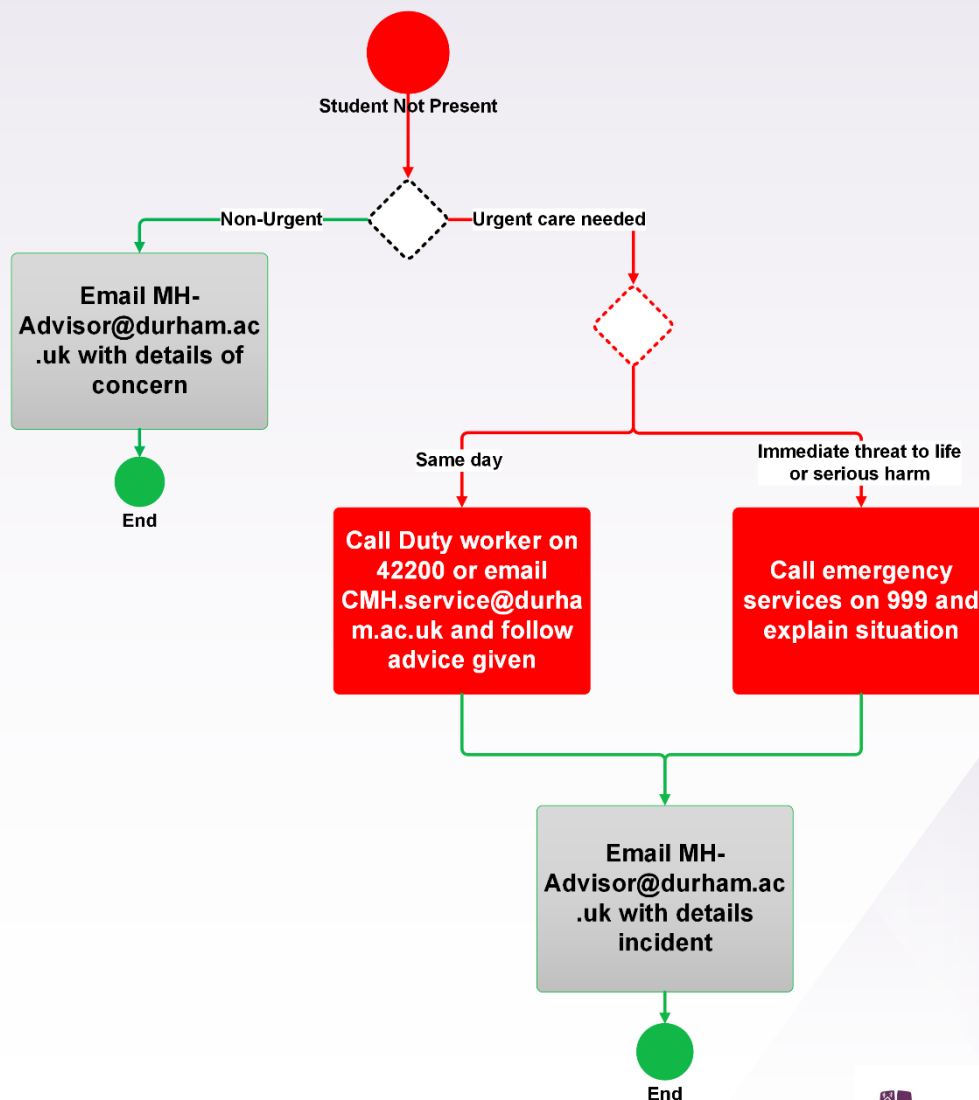 Student Not Present
Non-Urgent
Urgent care needed
Email MH-
Advisor@durham.ac
.uk with details of
concern
End
Same day
Immediate threat to life
or serious harm
Call Duty worker on
42200 or email
CMH.service@durha
m.ac.uk and follow
advice given
Call emergency
services on 999 and
explain situation
Email MH-
Advisor@durham.ac
.uk with details
incident
End